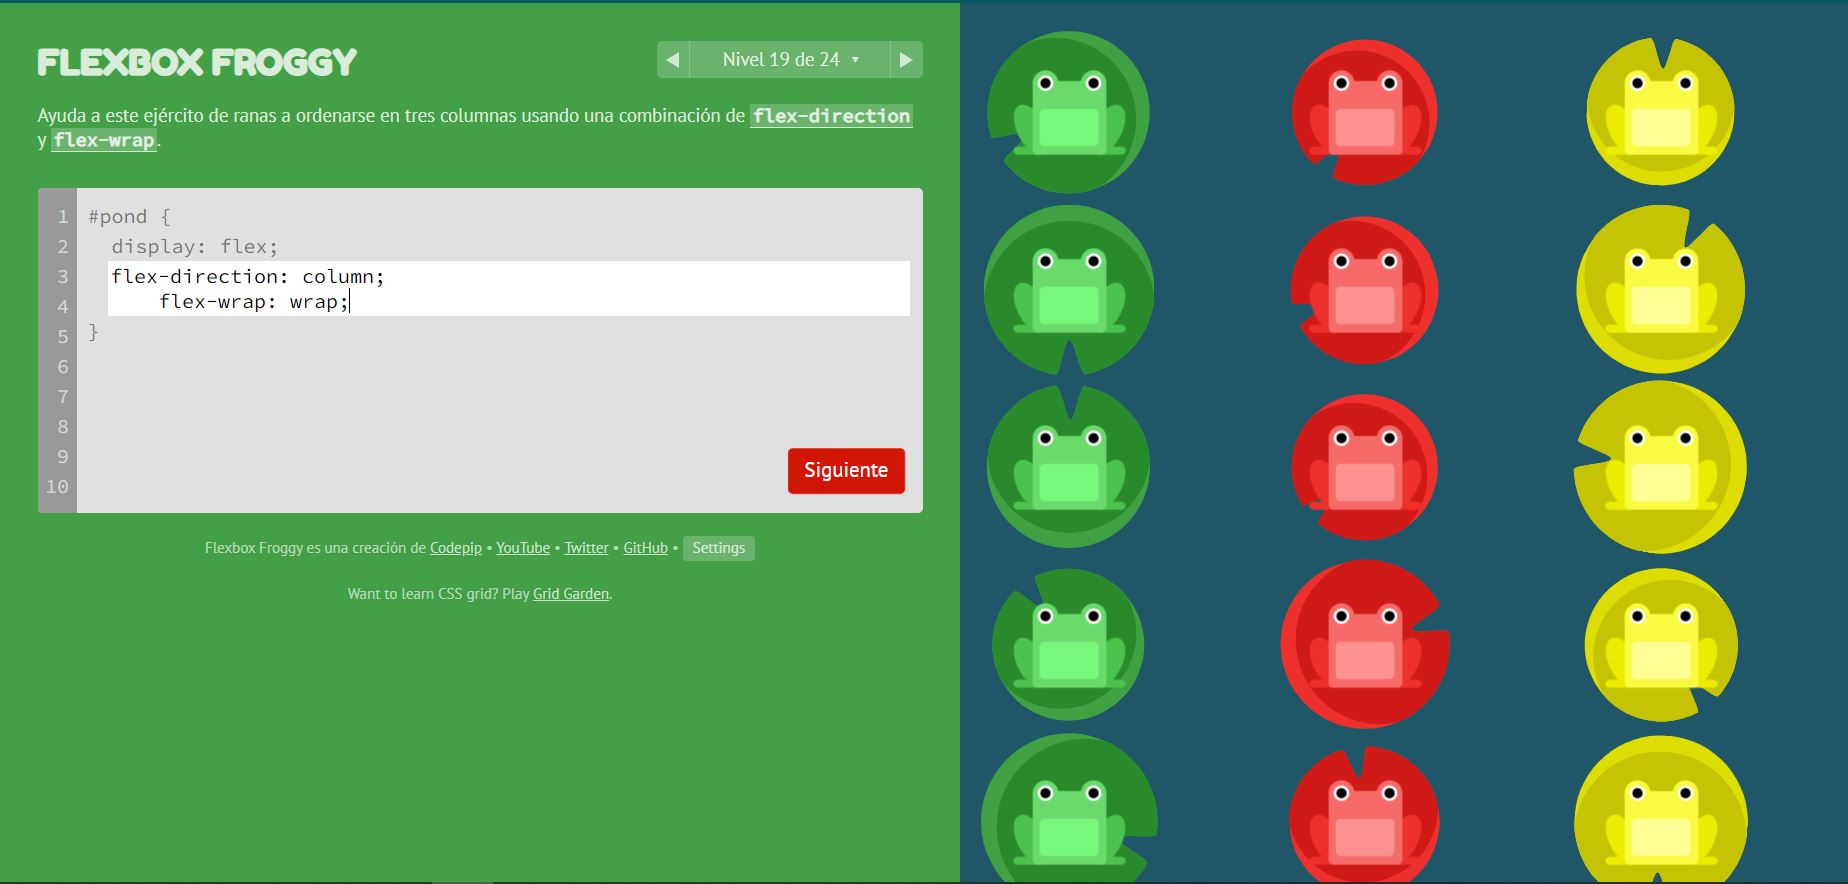 FLEXBOX FROGGY
◀ Nivel 19 de 24 ▾ ▶
Ayuda a este ejército de ranas a ordenarse en tres columnas usando una combinación de flex-direction
y flex-wrap.
1 #pond {
2 display: flex;
3 flex-direction: column;
4 flex-wrap: wrap;
5 }
6
7
8
9
10
Siguiente
Flexbox Froggy es una creación de Codepip • YouTube • Twitter • GitHub • Settings
Want to learn CSS grid? Play Grid Garden.